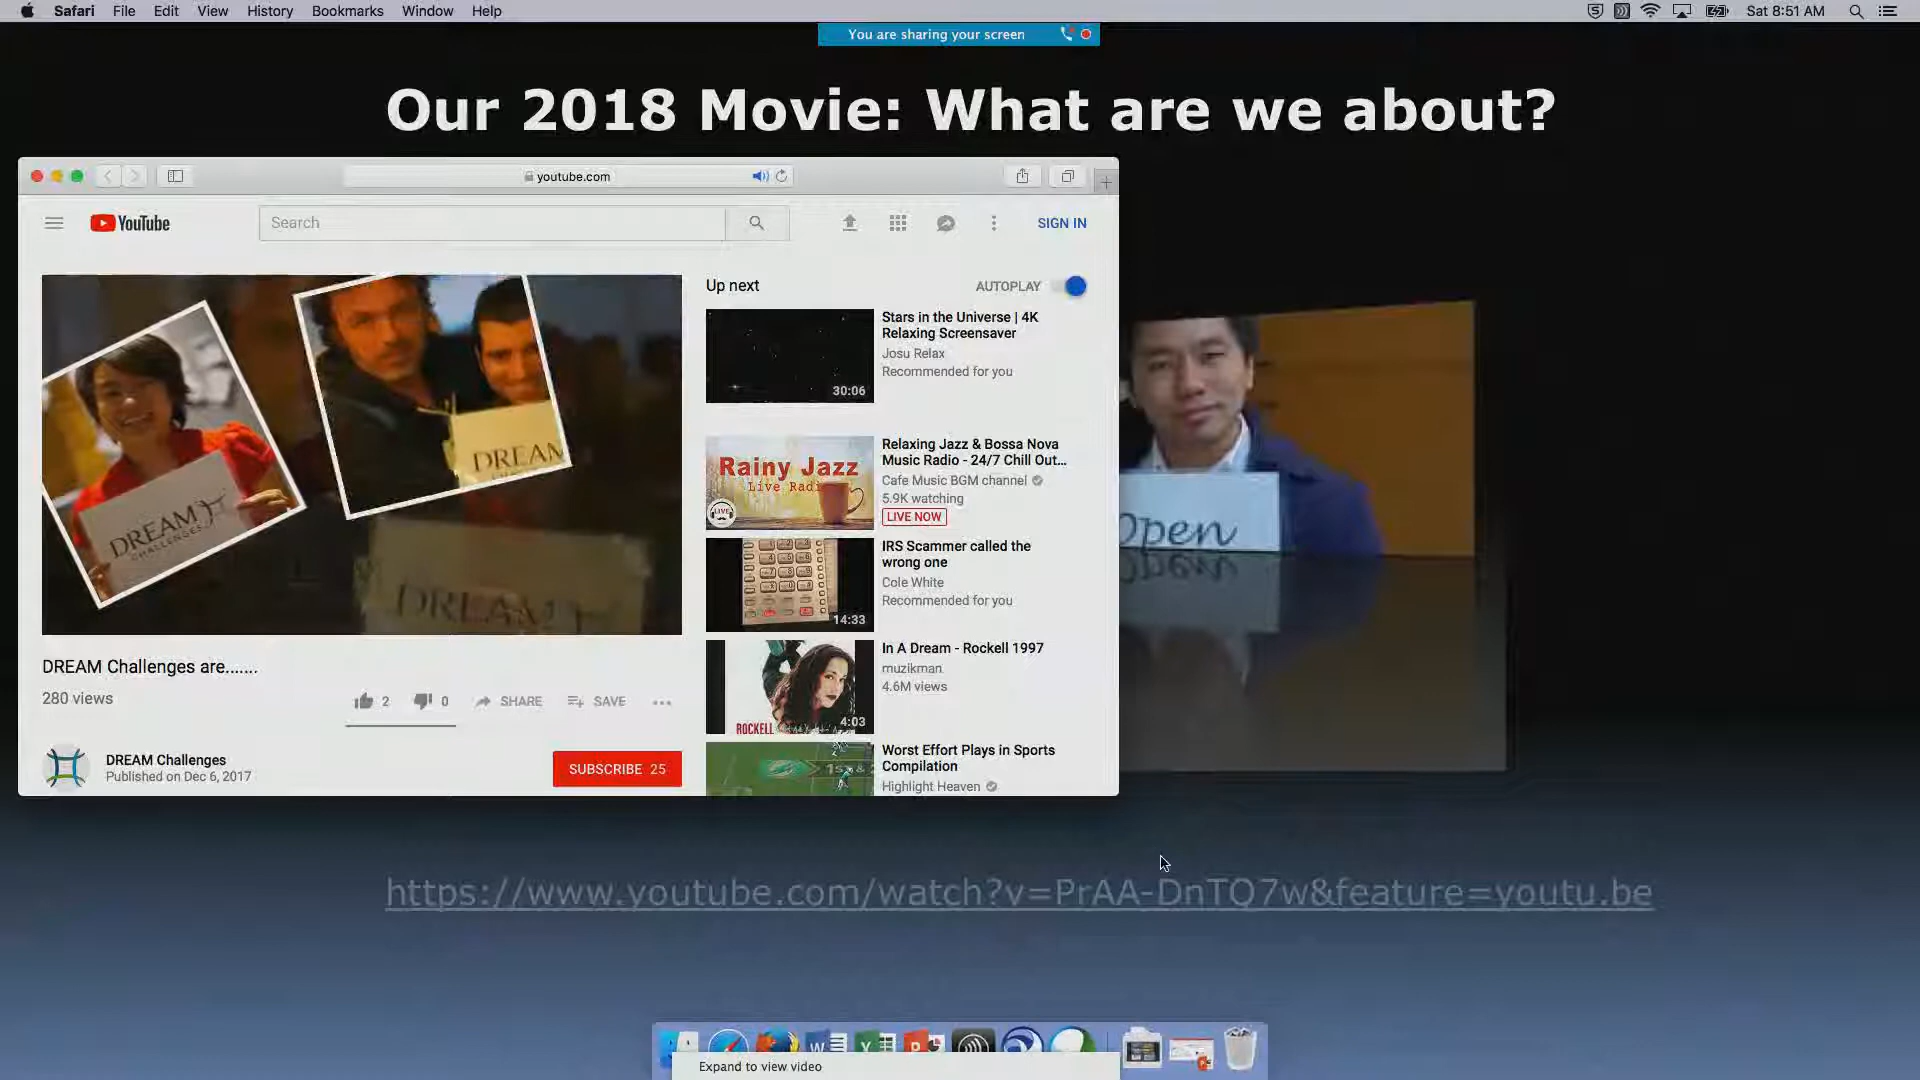 Safari File Edit View History Bookmarks Window Help
Sat 8:51 AM
You are sharing your screen
Our 2018 Movie: What are we about?
youtube.com
YouTube
Search
SIGN IN
Up next
AUTOPLAY
Stars in the Universe | 4K
Relaxing Screensaver
Josu Relax
Recommended for you
30:06
Relaxing Jazz & Bossa Nova
Music Radio - 24/7 Chill Out...
Cafe Music BGM channel
5.9K watching
LIVE NOW
Rainy Jazz
Live Radio
LIVE
IRS Scammer called the
wrong one
Cole White
Recommended for you
14:33
In A Dream - Rockell 1997
muzikman
4.6M views
ROCKELL
4:03
Worst Effort Plays in Sports
Compilation
Highlight Heaven
DREAM
CHALLENGES
DREAM
DREAM
Open
DREAM Challenges are.......
280 views
2 0 SHARE SAVE
DREAM Challenges
Published on Dec 6, 2017
SUBSCRIBE 25
https://www.youtube.com/watch?v=PrAA-DnTQ7w&feature=youtu.be
Expand to view video